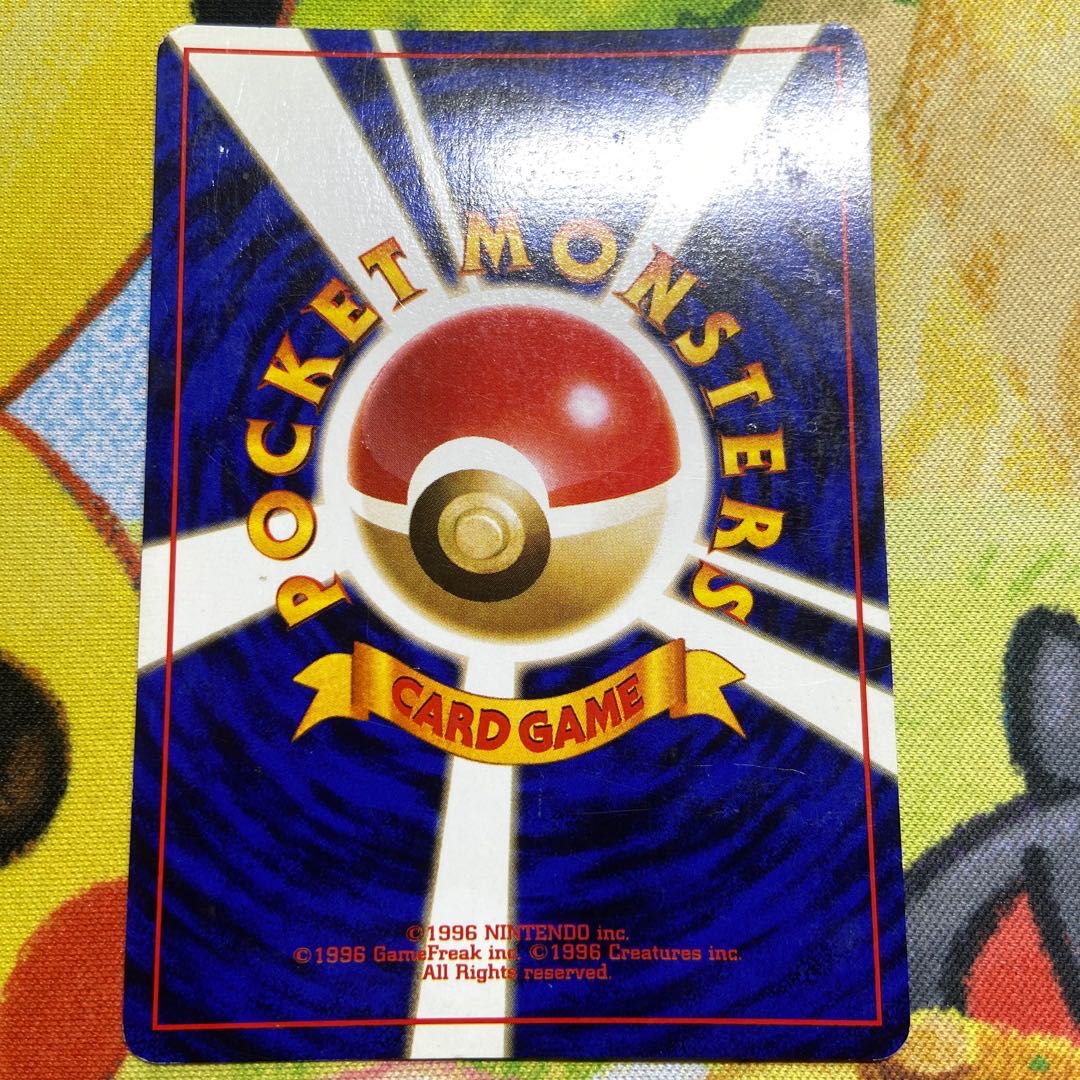 POCKET MONSTERS
CARD GAME
©1996 NINTENDO inc.
©1996 GameFreak inc. ©1996 Creatures inc.
All Rights reserved.